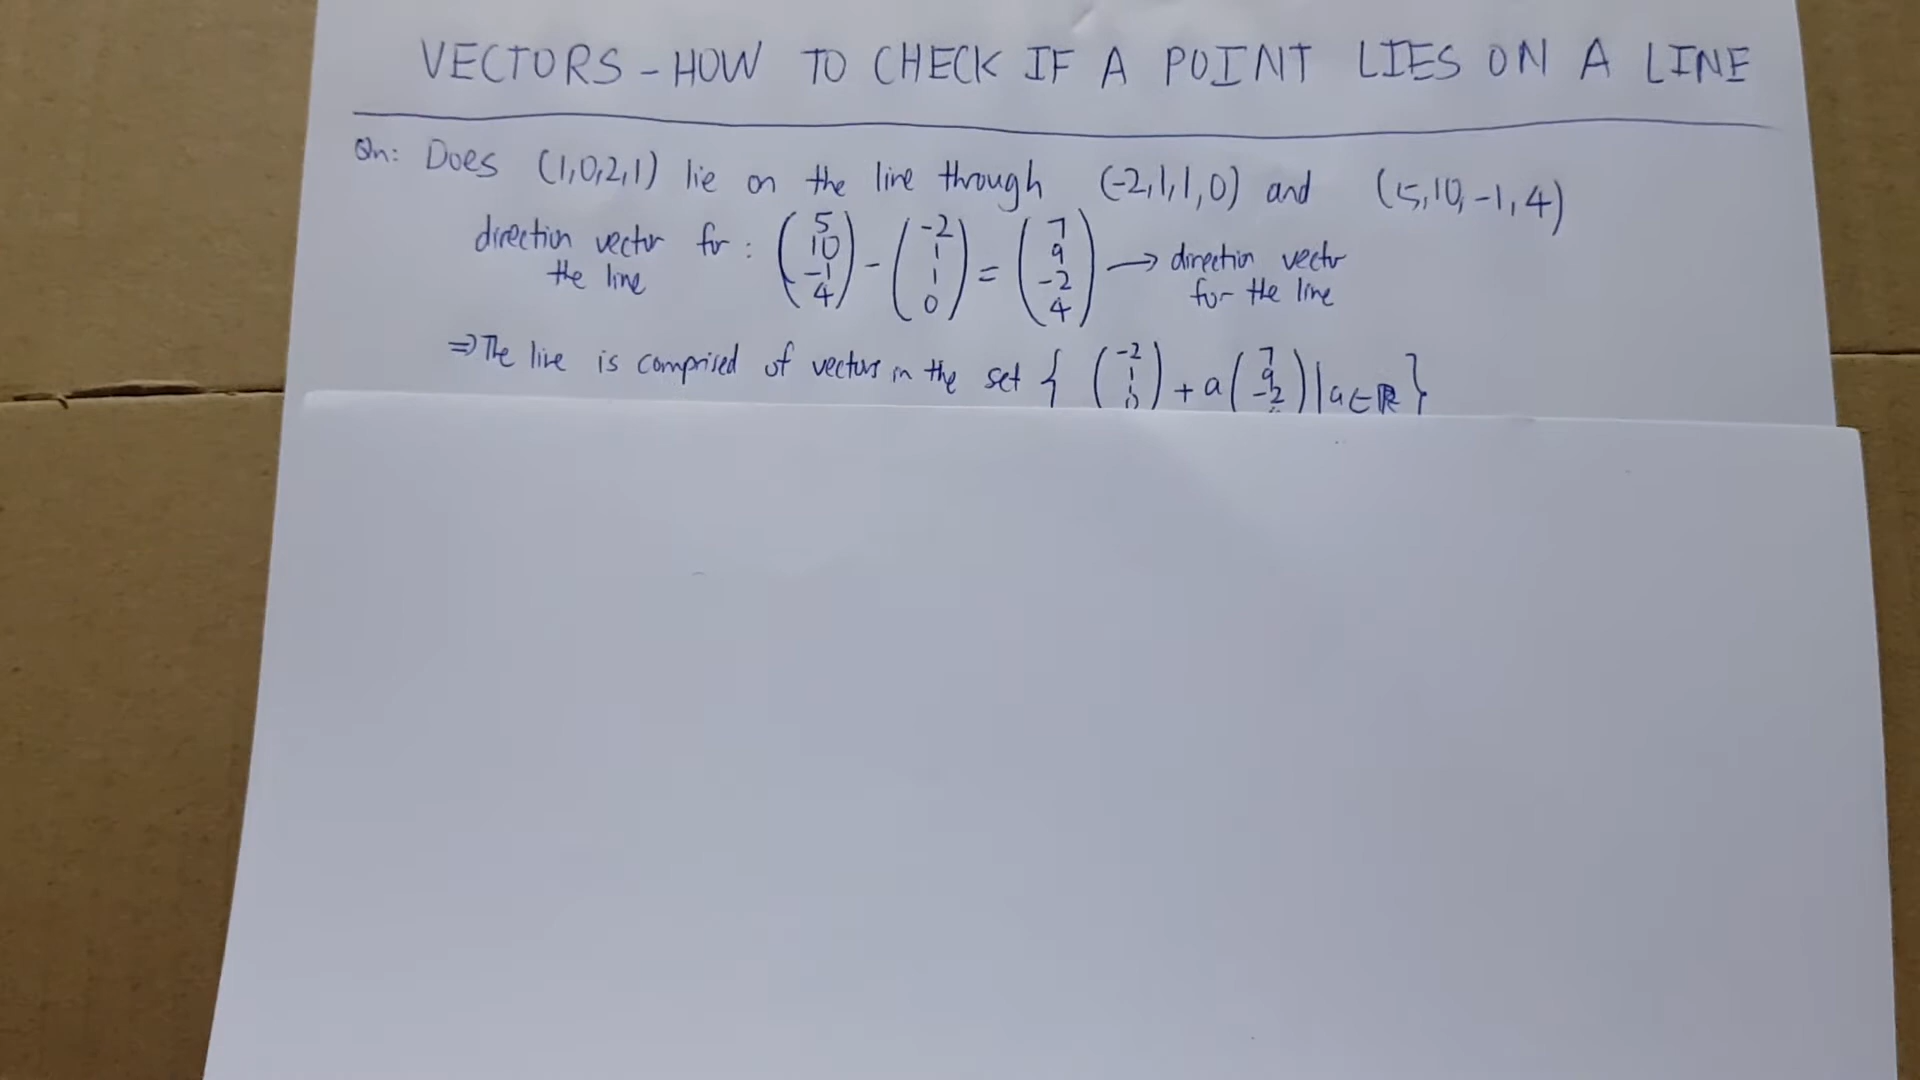 VECTORS - HOW TO CHECK IF A POINT LIES ON A LINE
Qn: Does (1,0,2,1) lie on the line through (-2,1,1,0) and (5,10,-1,4)
direction vector for the line : (5 10 -1 4) - (-2 1 1 0) = (7 9 -2 4) → direction vector for the line
⇒ The line is comprised of vectors in the set { (-2 1 1 0) + a (7 9 -2 | a∈ℝ }